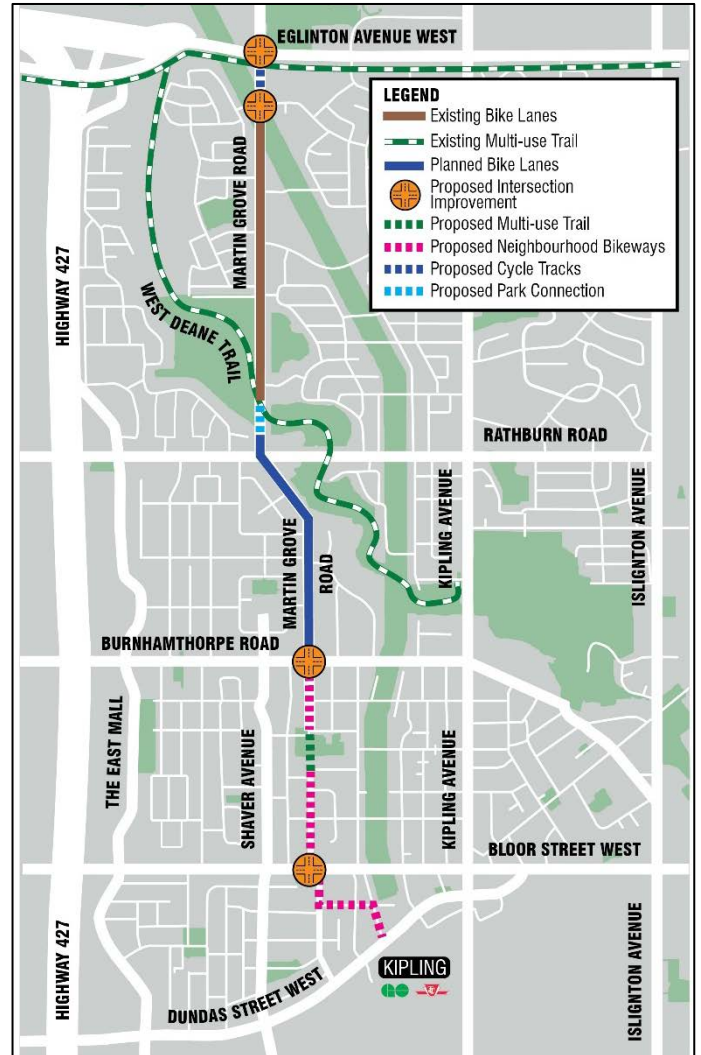 EGLINTON AVENUE WEST
LEGEND
Existing Bike Lanes
Existing Multi-use Trail
Planned Bike Lanes
Proposed Intersection
Improvement
Proposed Multi-use Trail
Proposed Neighbourhood Bikeways
Proposed Cycle Tracks
Proposed Park Connection
MARTIN GROVE ROAD
HIGHWAY 427
WEST DEANE TRAIL
RATHBURN ROAD
MARTIN GROVE
ROAD
KIPLING AVENUE
ISLIGNTON AVENUE
BURNHAMTHORPE ROAD
THE EAST MALL
SHAVER AVENUE
KIPLING AVENUE
BLOOR STREET WEST
HIGHWAY 427
DUNDAS STREET WEST
KIPLING
GO
ISLIGNTON AVENUE